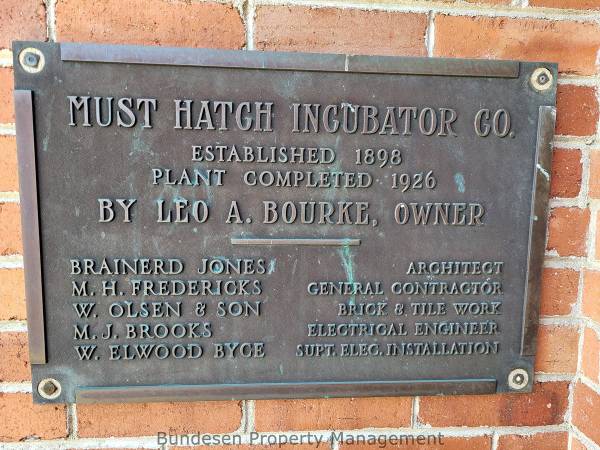 MUST HATCH INCUBATOR CO.
ESTABLISHED 1898
PLANT COMPLETED 1926
BY LEO A. BOURKE, OWNER
BRAINERD JONES ARCHITECT
M. H. FREDERICKS GENERAL CONTRACTOR
W. OLSEN & SON BRICK & TILE WORK
M. J. BROOKS ELECTRICAL ENGINEER
W. ELWOOD BYCE SUPT. ELEC. INSTALLATION
Bundesen Property Management